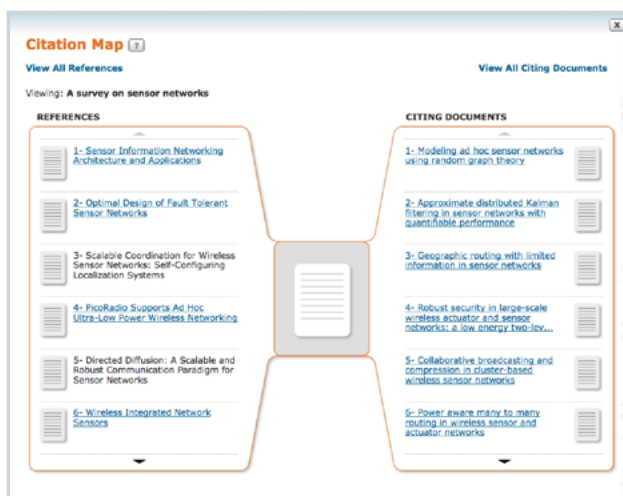 x
Citation Map ?
View All References
View All Citing Documents
Viewing: A survey on sensor networks
REFERENCES
1- Sensor Information Networking
Architecture and Applications
2- Optimal Design of Fault Tolerant
Sensor Networks
3- Scalable Coordination for Wireless
Sensor Networks: Self-Configuring
Localization Systems
4- PicoRadio Supports Ad Hoc
Ultra-Low Power Wireless Networking
5- Directed Diffusion: A Scalable and
Robust Communication Paradigm for
Sensor Networks
6- Wireless Integrated Network
Sensors
CITING DOCUMENTS
1- Modeling ad hoc sensor networks
using random graph theory
2- Approximate distributed Kalman
filtering in sensor networks with
quantifiable performance
3- Geographic routing with limited
information in sensor networks
4- Robust security in large-scale
wireless actuator and sensor
networks: a low energy two-lev...
5- Collaborative broadcasting and
compression in cluster-based
wireless sensor networks
6- Power aware many to many
routing in wireless sensor and
actuator networks